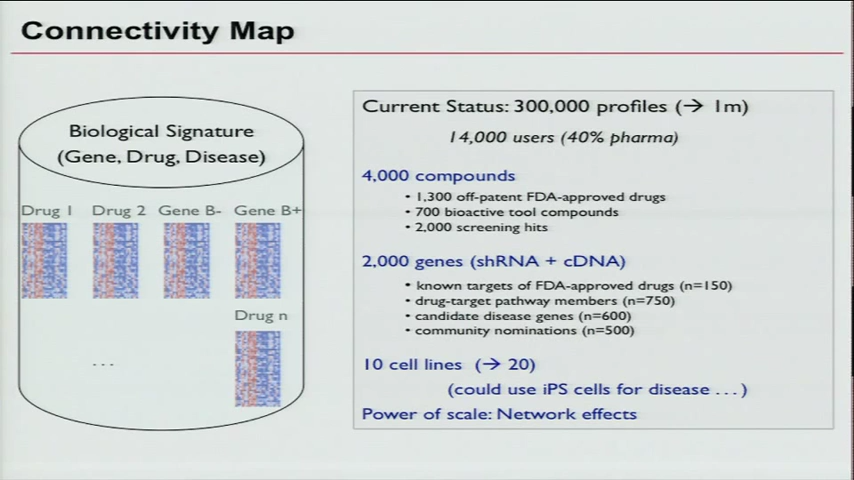 Connectivity Map
Biological Signature
(Gene, Drug, Disease)
Drug 1 Drug 2 Gene B- Gene B+
Drug n
...
Current Status: 300,000 profiles (→ 1m)
14,000 users (40% pharma)
4,000 compounds
• 1,300 off-patent FDA-approved drugs
• 700 bioactive tool compounds
• 2,000 screening hits
2,000 genes (shRNA + cDNA)
• known targets of FDA-approved drugs (n=150)
• drug-target pathway members (n=750)
• candidate disease genes (n=600)
• community nominations (n=500)
10 cell lines (→ 20)
(could use iPS cells for disease ...)
Power of scale: Network effects